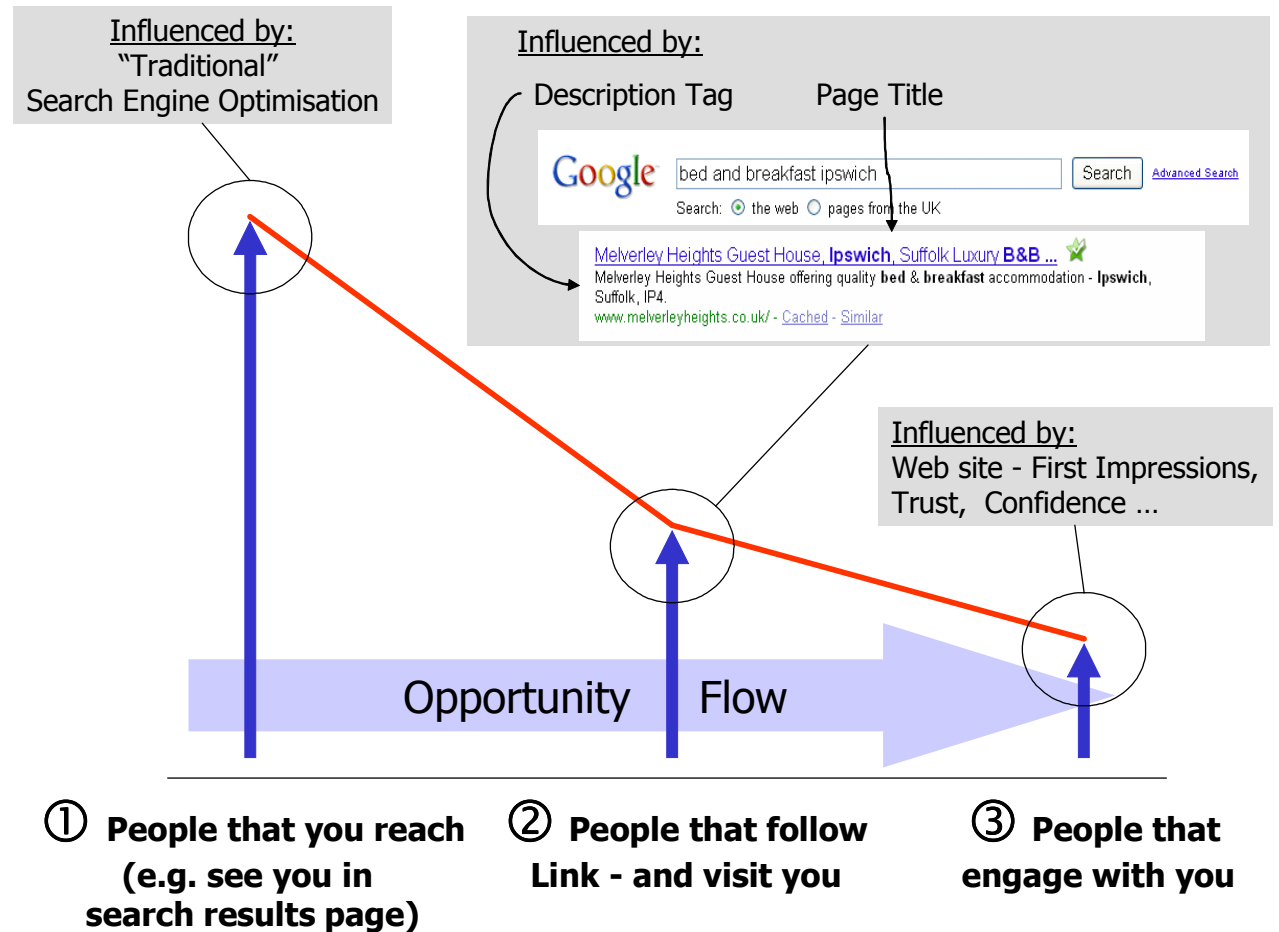 Influenced by:
“Traditional”
Search Engine Optimisation
Influenced by:
Description Tag Page Title
Google bed and breakfast ipswich Search Advanced Search
Search: the web pages from the UK
Melverley Heights Guest House, Ipswich, Suffolk Luxury B&B ...
Melverley Heights Guest House offering quality bed & breakfast accommodation - Ipswich,
Suffolk, IP4.
www.melverleyheights.co.uk/ - Cached - Similar
Influenced by:
Web site - First Impressions,
Trust, Confidence …
Opportunity Flow
① People that you reach
(e.g. see you in
search results page)
② People that follow
Link - and visit you
③ People that
engage with you